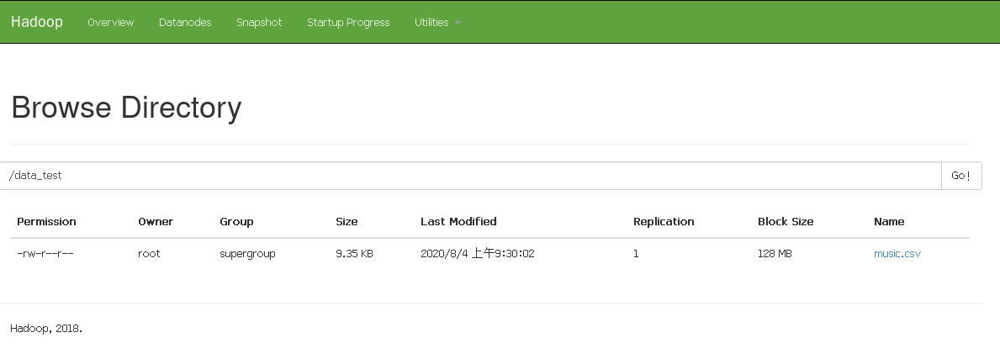 Hadoop Overview Datanodes Snapshot Startup Progress Utilities
Browse Directory
/data_test Go!
Permission Owner Group Size Last Modified Replication Block Size Name
-rw-r--r-- root supergroup 9.35 KB 2020/8/4 上午9:30:02 1 128 MB music.csv
Hadoop, 2018.